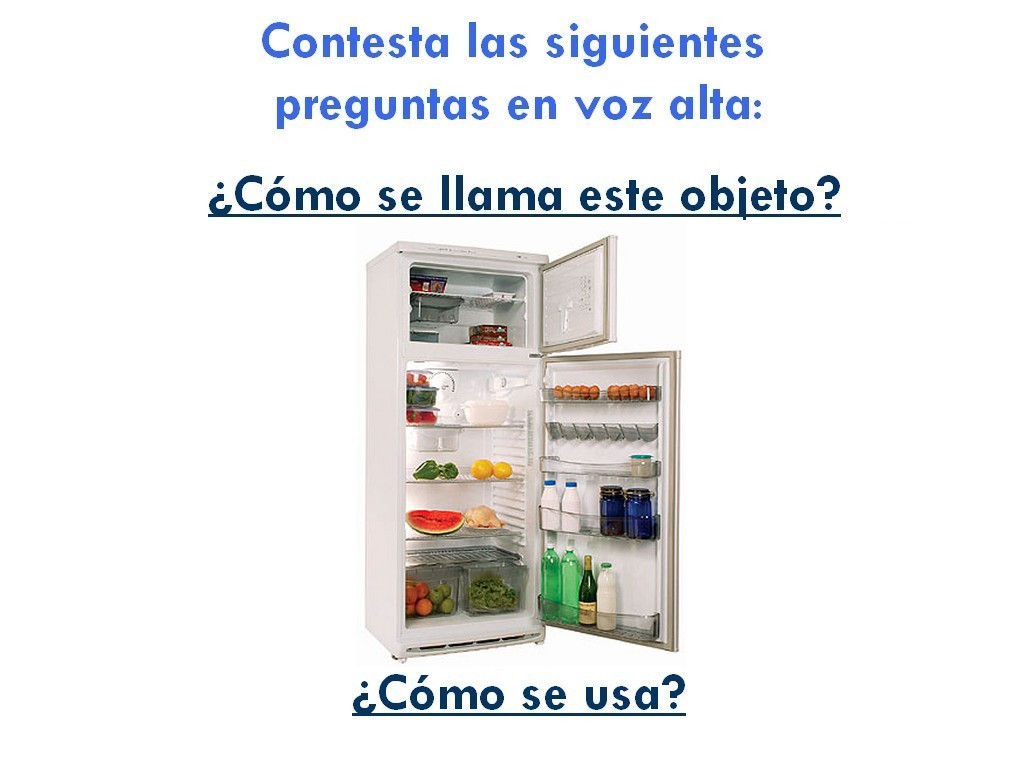 Contesta las siguientes
preguntas en voz alta:
¿Cómo se llama este objeto?
¿Cómo se usa?